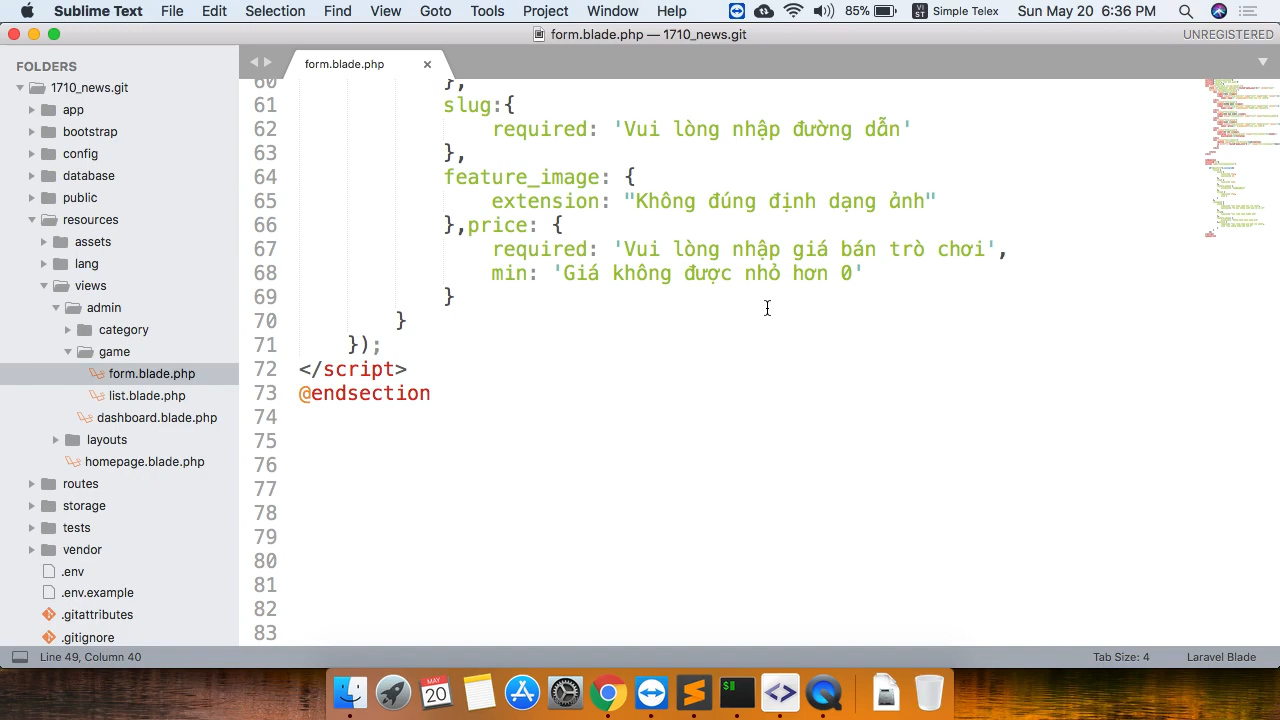 Sublime Text File Edit Selection Find View Goto Tools Project Window Help 85% VI ST Simple Telex Sun May 20 6:36 PM
form.blade.php — 1710_news.git UNREGISTERED
FOLDERS
1710_news.git
app
bootstrap
config
database
public
resources
assets
lang
views
admin
category
game
form.blade.php
list.blade.php
dashboard.blade.php
layouts
homepage.blade.php
routes
storage
tests
vendor
.env
.env.example
.gitattributes
.gitignore
form.blade.php ×
60 },
61 slug:{
62 required: 'Vui lòng nhập đường dẫn'
63 },
64 feature_image: {
65 extension: "Không đúng định dạng ảnh"
66 },price: {
67 required: 'Vui lòng nhập giá bán trò chơi',
68 min: 'Giá không được nhỏ hơn 0'
69 }
70 }
71 });
72 </script>
73 @endsection
74
75
76
77
78
79
80
81
82
83
Line 49, Column 40 Tab Size: 4 Laravel Blade
MAY
20
$